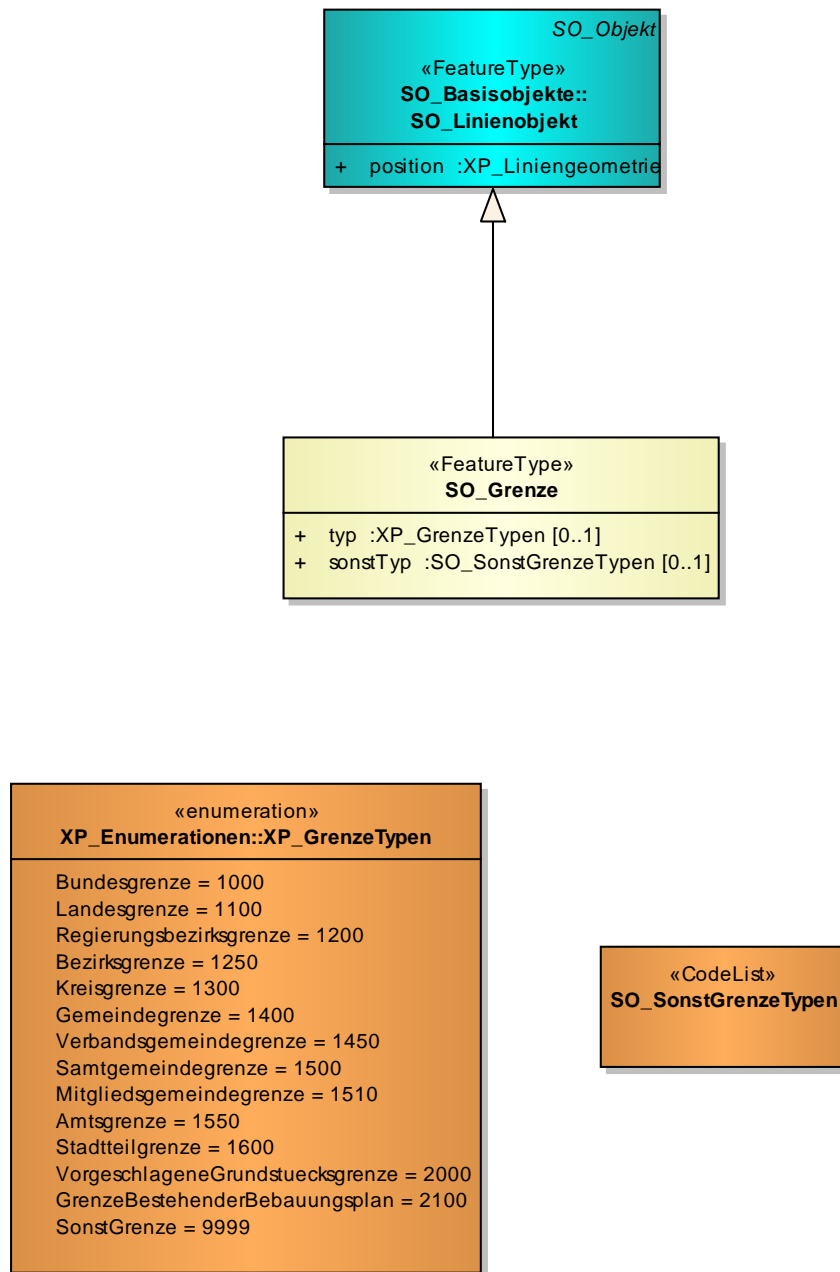 SO_Objekt
«FeatureType»
SO_Basisobjekte::
SO_Linienobjekt
+ position :XP_Liniengeometrie
«FeatureType»
SO_Grenze
+ typ :XP_GrenzeTypen [0..1]
+ sonstTyp :SO_SonstGrenzeTypen [0..1]
«enumeration»
XP_Enumerationen::XP_GrenzeTypen
Bundesgrenze = 1000
Landesgrenze = 1100
Regierungsbezirksgrenze = 1200
Bezirksgrenze = 1250
Kreisgrenze = 1300
Gemeindegrenze = 1400
Verbandsgemeindegrenze = 1450
Samtgemeindegrenze = 1500
Mitgliedsgemeindegrenze = 1510
Amtsgrenze = 1550
Stadtteilgrenze = 1600
VorgeschlageneGrundstuecksgrenze = 2000
GrenzeBestehenderBebauungsplan = 2100
SonstGrenze = 9999
«CodeList»
SO_SonstGrenzeTypen